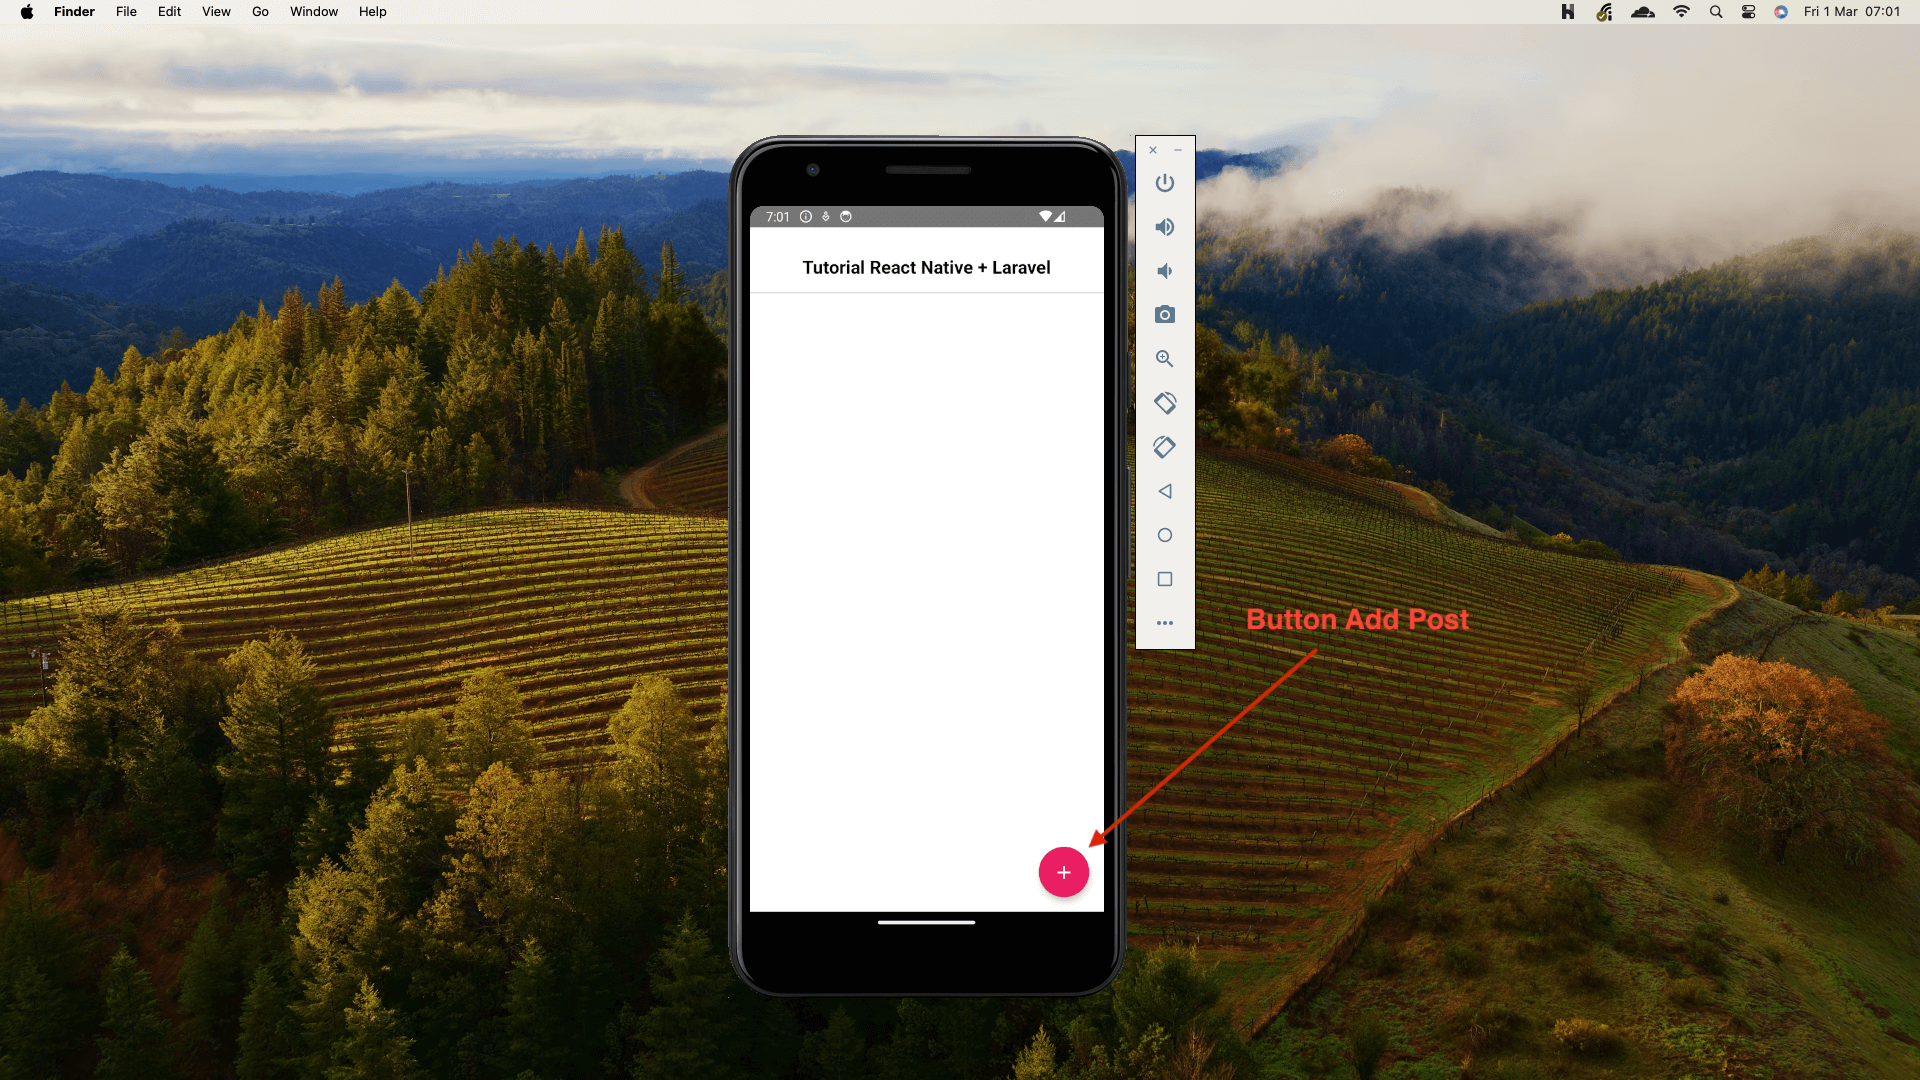 Finder File Edit View Go Window Help Fri 1 Mar 07:01
7:01
Tutorial React Native + Laravel
Button Add Post